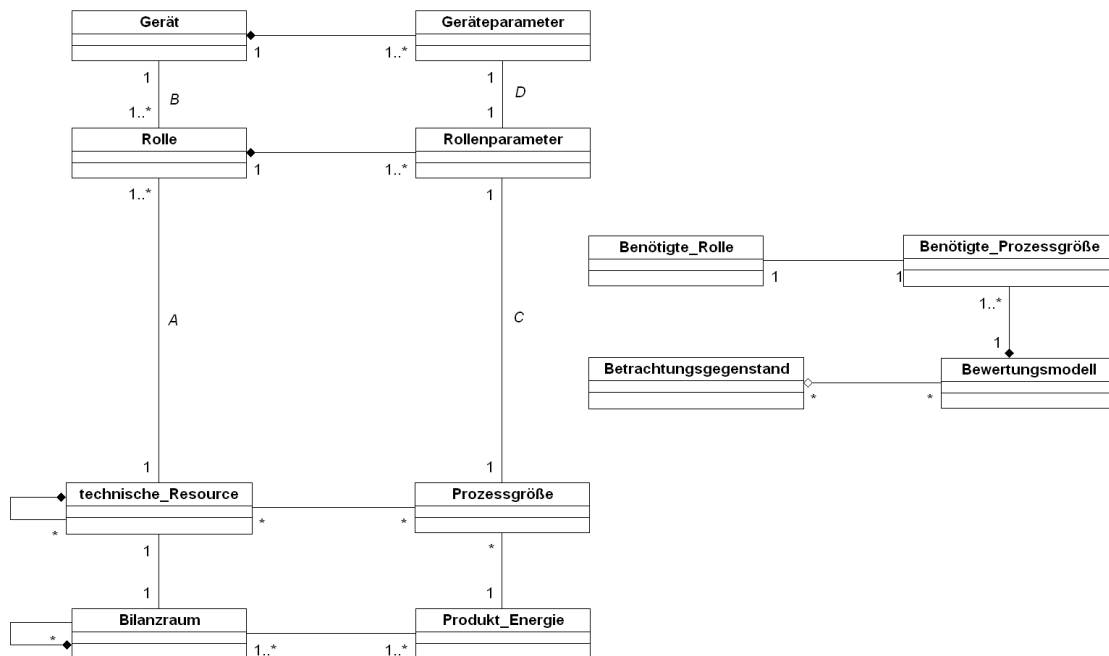 Gerät
Geräteparameter
1
1..*
1
1
B
D
1..*
1
Rolle
Rollenparameter
1
1..*
1..*
1
Benötigte_Rolle
Benötigte_Prozessgröße
1
1
1..*
A
C
1
Betrachtungsgegenstand
Bewertungsmodell
*
*
1
1
technische_Resource
Prozessgröße
*
*
*
1
*
1
1
Bilanzraum
Produkt_Energie
*
1..*
1..*